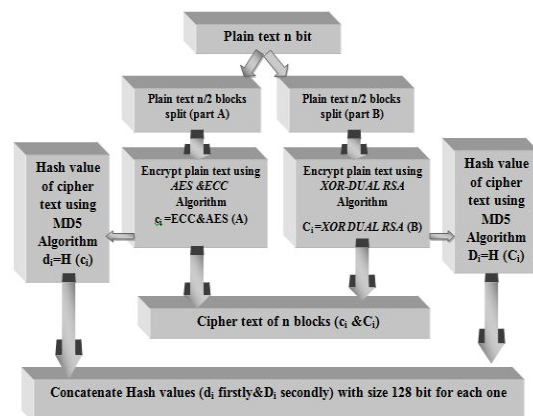 Plain text n bit
Plain text n/2 blocks
split (part A)
Plain text n/2 blocks
split (part B)
Hash value
of cipher
text using
MD5
Algorithm
dᵢ=H (cᵢ)
Encrypt plain text using
AES &ECC
Algorithm
cᵢ=ECC&AES (A)
Encrypt plain text using
XOR-DUAL RSA
Algorithm
Cᵢ=XOR DUAL RSA (B)
Hash value
of cipher
text using
MD5
Algorithm
Dᵢ=H (Cᵢ)
Cipher text of n blocks (cᵢ &Cᵢ)
Concatenate Hash values (dᵢ firstly&Dᵢ secondly) with size 128 bit for each one